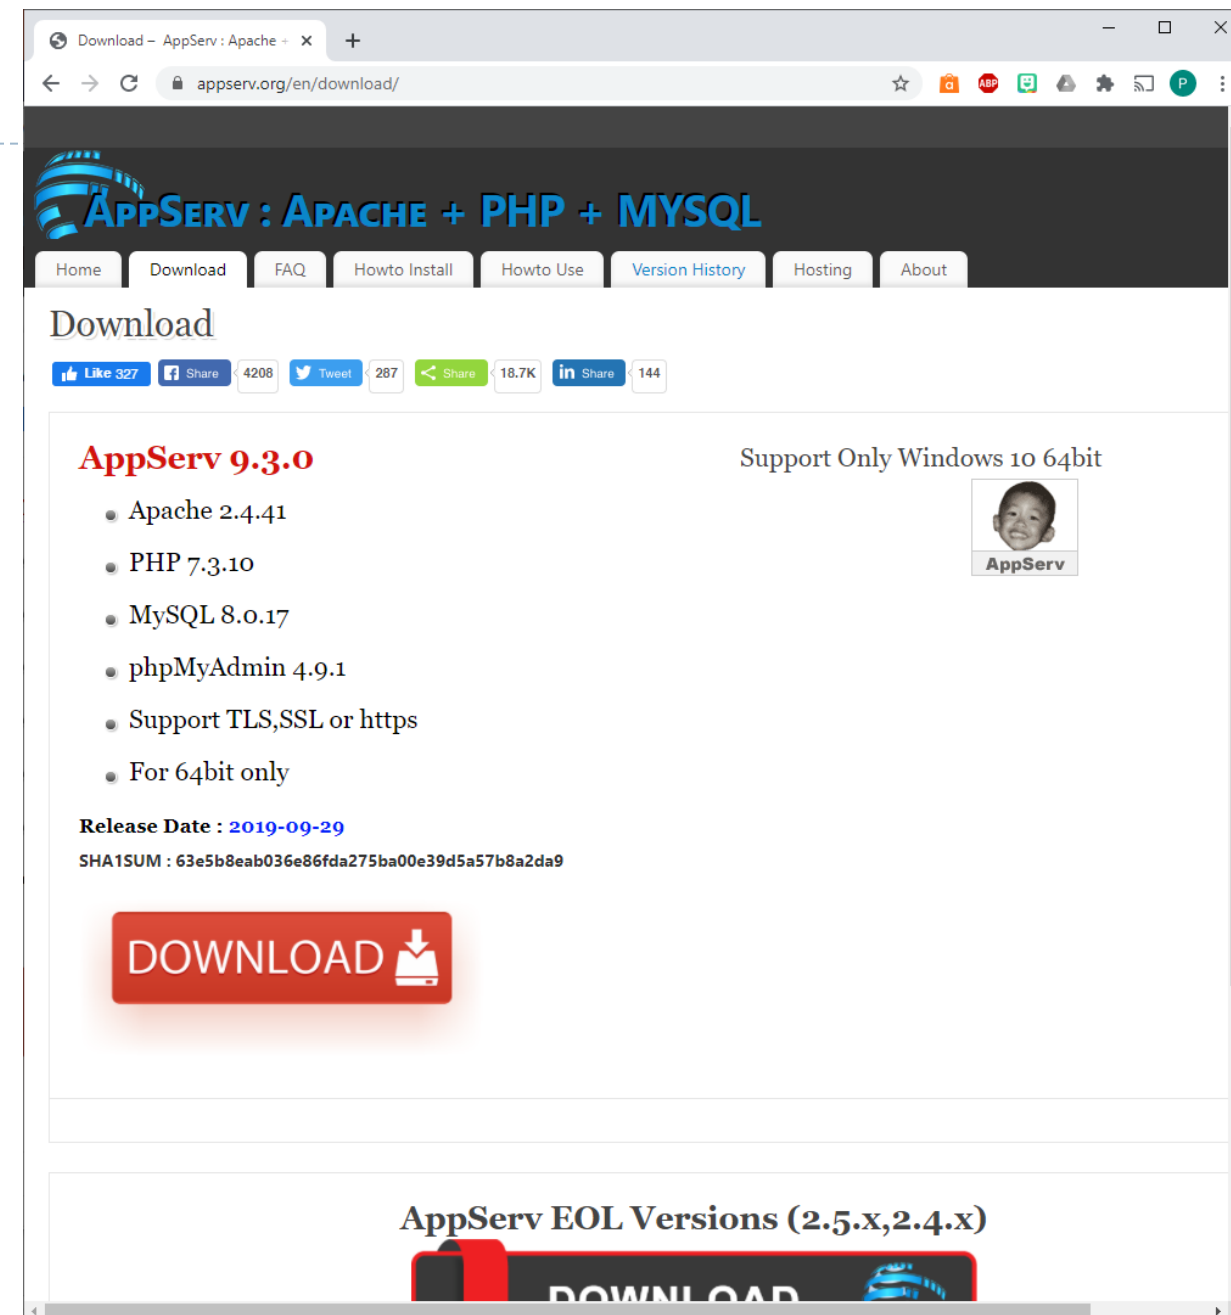 Download – AppServ : Apache +
appserv.org/en/download/
ABP
P
APPSERV : APACHE + PHP + MYSQL
Home Download FAQ Howto Install Howto Use Version History Hosting About
Download
Like 327 Share 4208 Tweet 287 Share 18.7K in Share 144
AppServ 9.3.0 Support Only Windows 10 64bit
Apache 2.4.41
AppServ
PHP 7.3.10
MySQL 8.0.17
phpMyAdmin 4.9.1
Support TLS,SSL or https
For 64bit only
Release Date : 2019-09-29
SHA1SUM : 63e5b8eab036e86fda275ba00e39d5a57b8a2da9
DOWNLOAD
AppServ EOL Versions (2.5.x,2.4.x)
DOWNLOAD